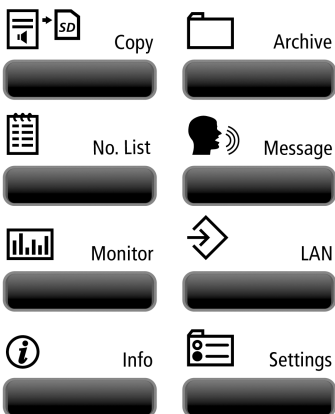 SD Copy
Archive
No. List
Message
Monitor
LAN
i Info
Settings